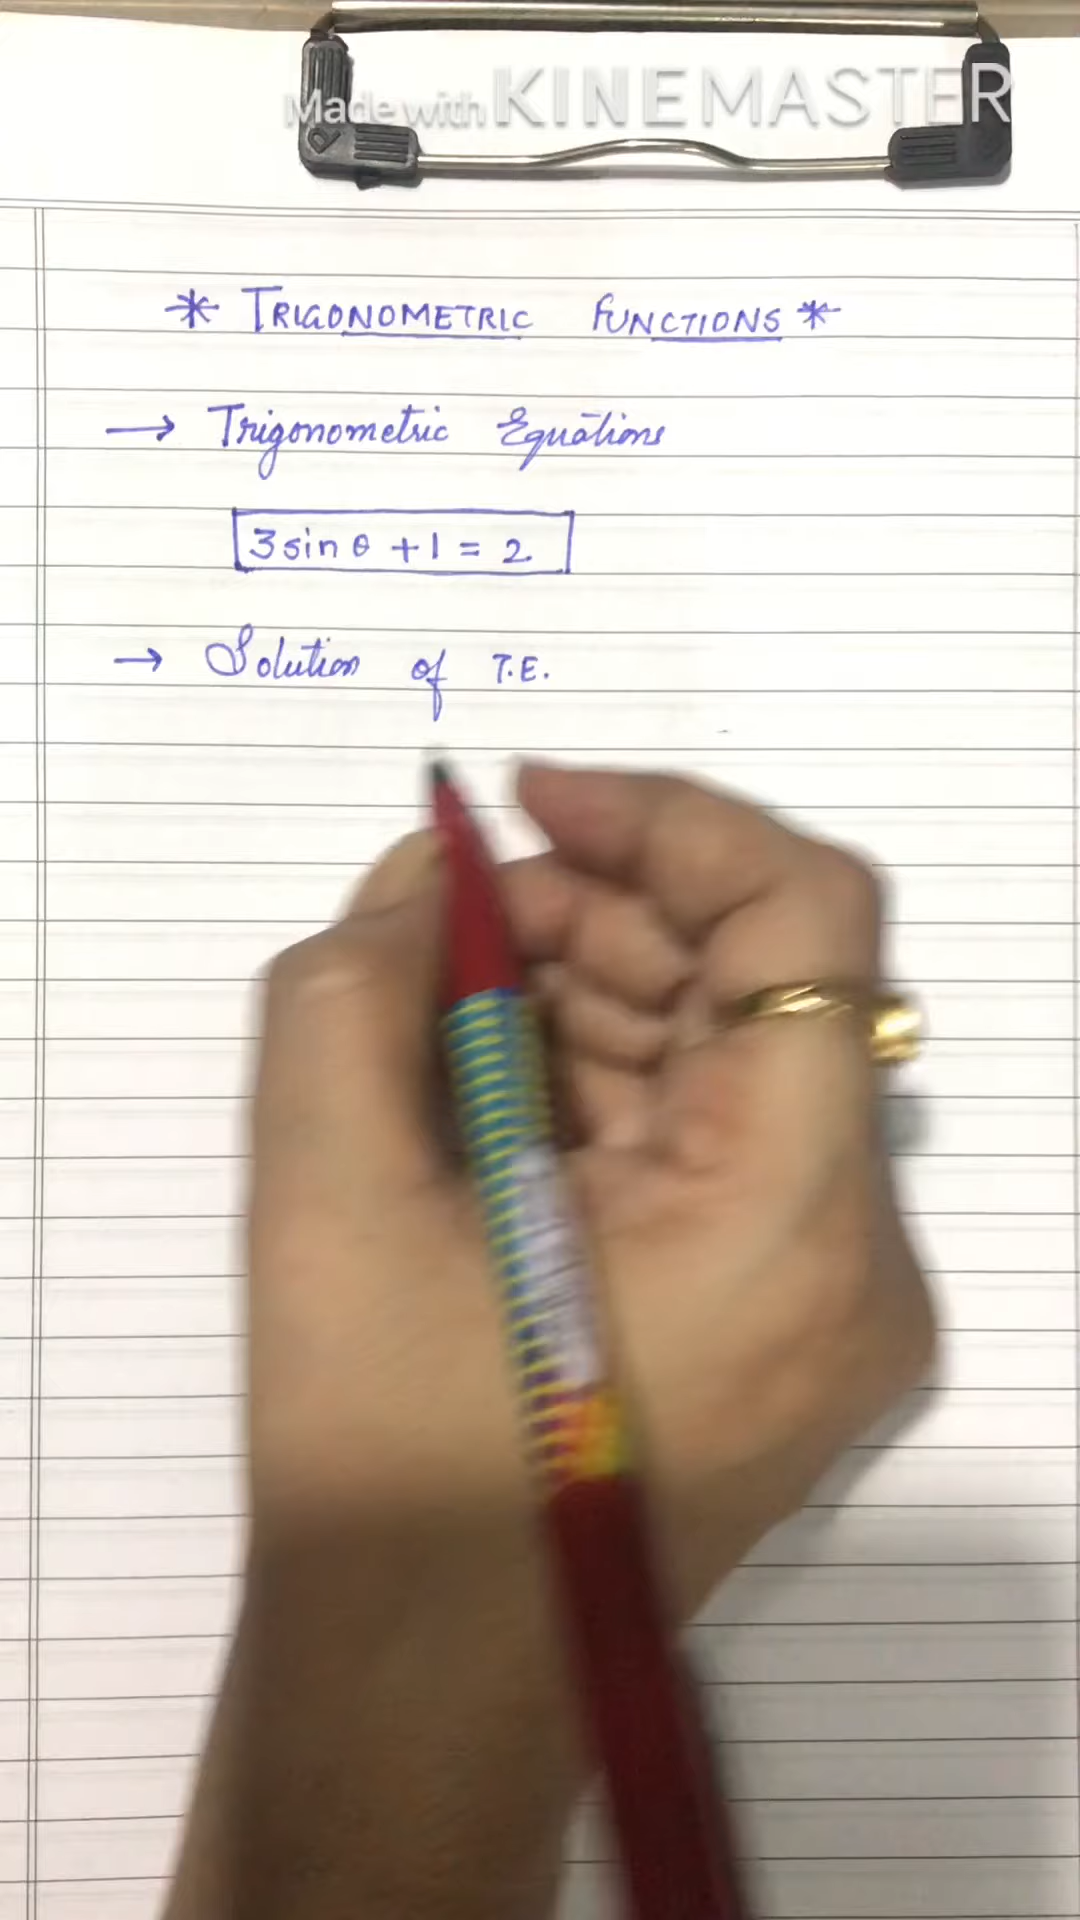 Made with KINEMASTER
* TRIGONOMETRIC FUNCTIONS *
→ Trigonometric Equations
3 sin θ + 1 = 2
→ Solution of T.E.